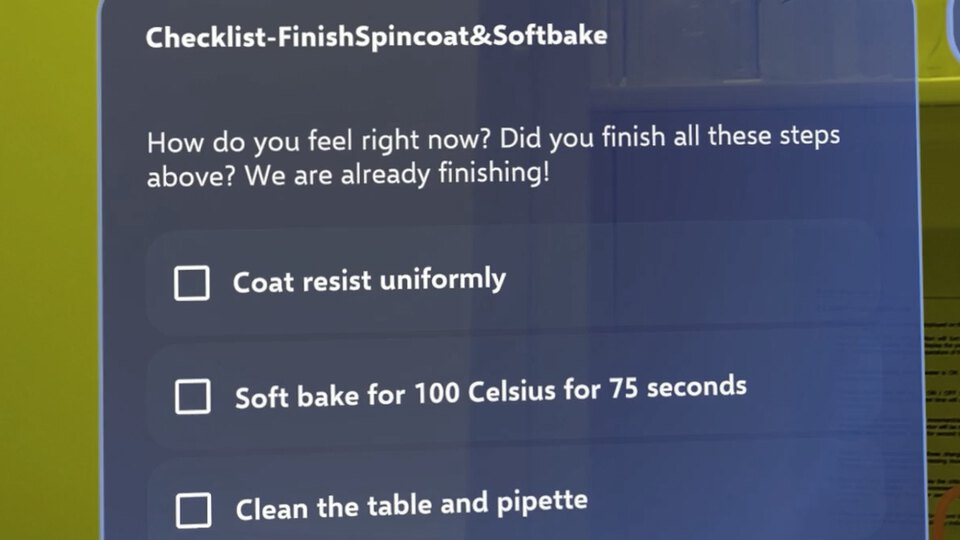 Checklist-FinishSpincoat&Softbake
How do you feel right now? Did you finish all these steps
above? We are already finishing!
Coat resist uniformly
Soft bake for 100 Celsius for 75 seconds
Clean the table and pipette